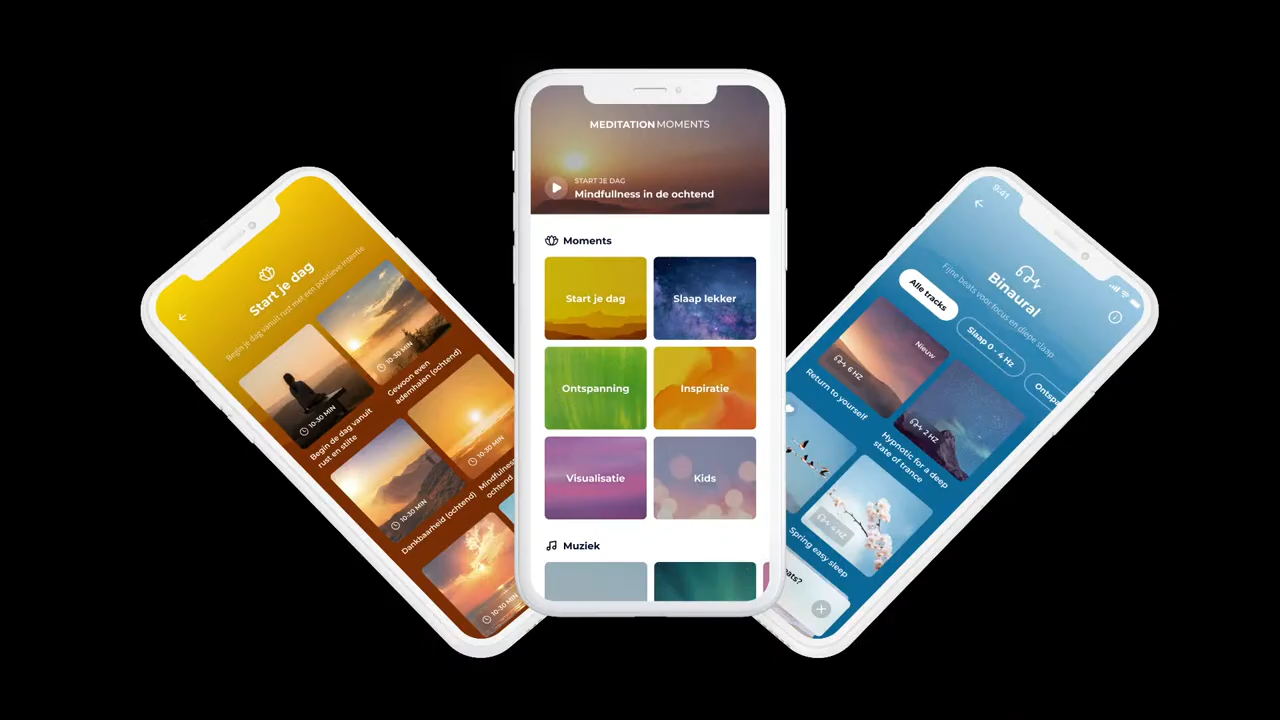 Start je dag
Begin je dag vanuit rust met een positieve intentie
10-30 MIN
Begin de dag vanuit
rust en stilte
10-30 MIN
Gewoon even
ademhalen (ochtend)
10-30 MIN
Dankbaarheid (ochtend)
10-30 MIN
10-30 MIN
MEDITATION MOMENTS
START JE DAG
Mindfullness in de ochtend
Moments
Start je dag
Slaap lekker
Ontspanning
Inspiratie
Visualisatie
Kids
Muziek
9:41
Binaural
Fijne beats voor focus en diepe slaap
Alle tracks
Slaap 0 - 4 Hz
Nieuw
6 HZ
Return to yourself
2 HZ
Hypnotic for a deep
state of trance
4 HZ
Spring easy sleep